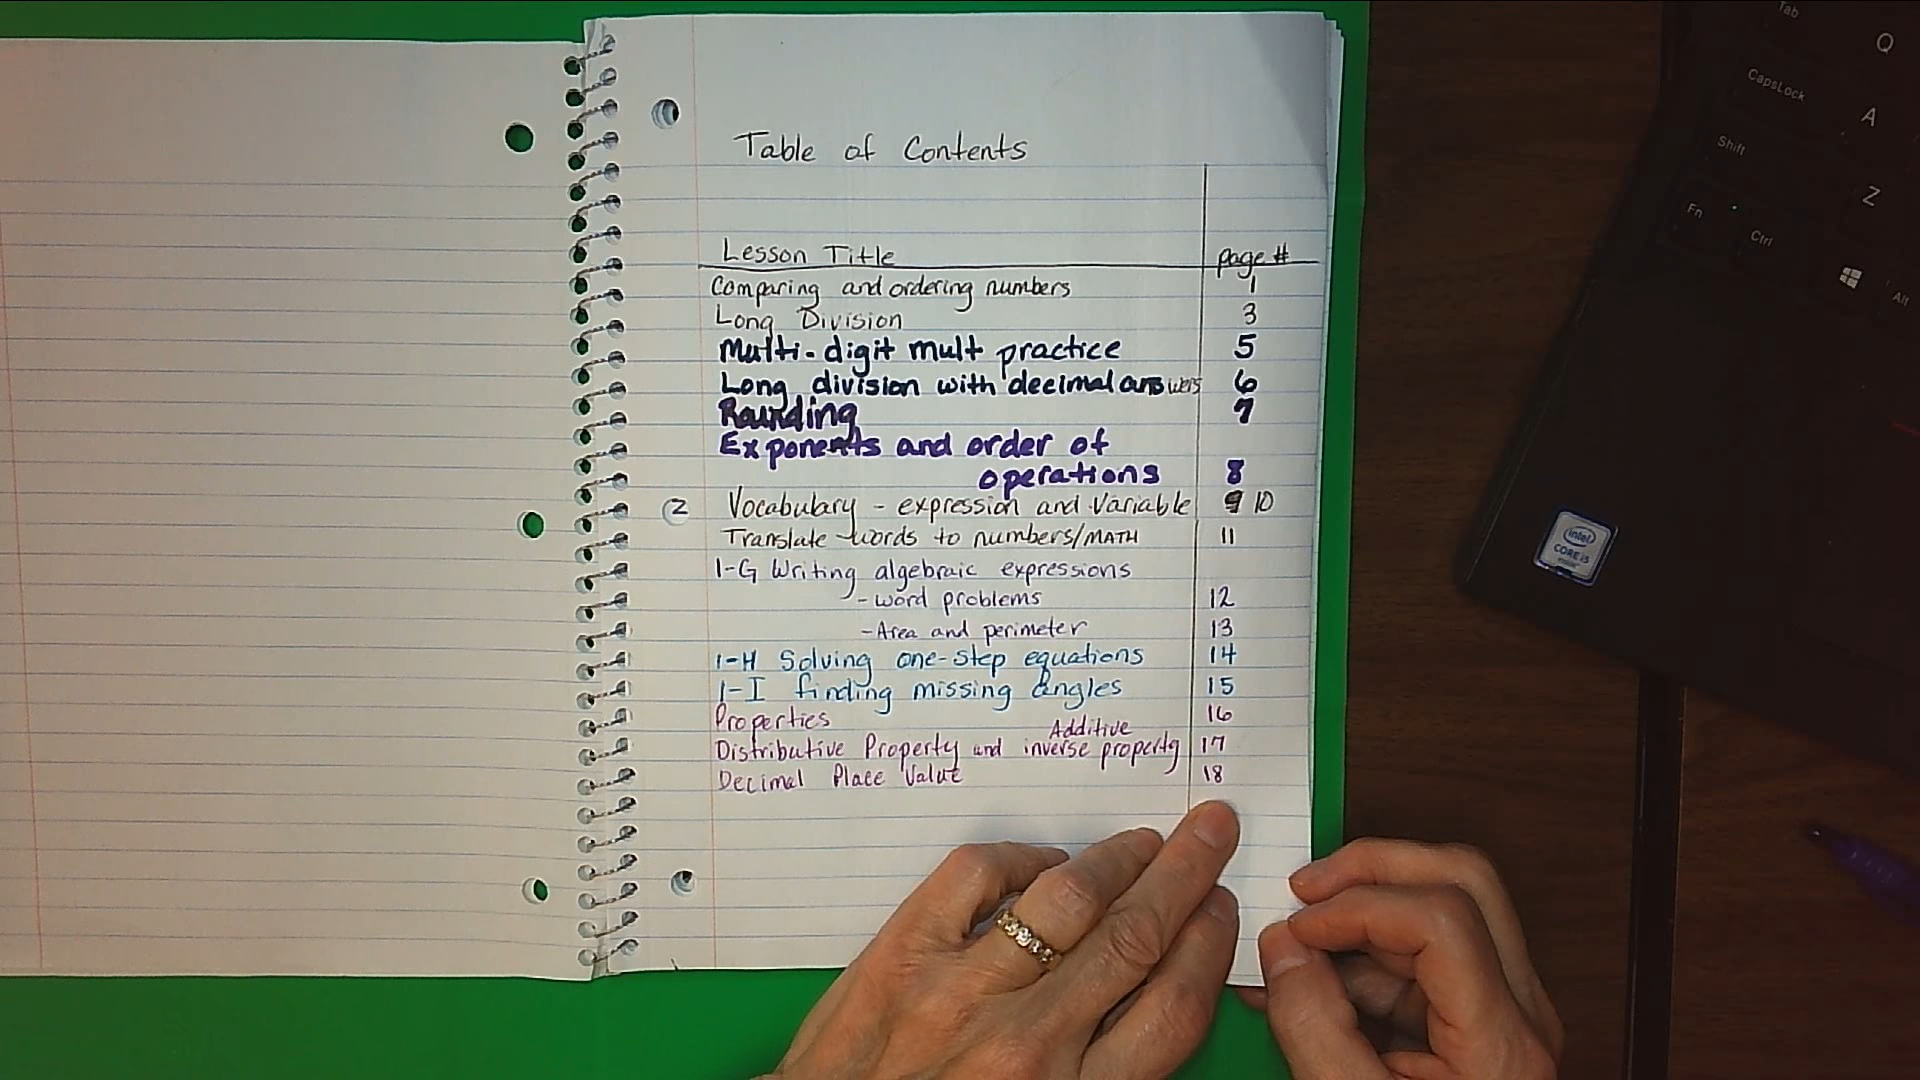 Table of Contents
Lesson Title page #
Comparing and ordering numbers 1
Long Division 3
Multi-digit mult practice 5
Long division with decimal answers 6
Rounding 7
Exponents and order of
operations 8
2 Vocabulary - expression and variable 9 10
Translate words to numbers/MATH 11
1-G Writing algebraic expressions
- word problems 12
- Area and perimeter 13
1-H Solving one-step equations 14
1-I finding missing angles 15
Properties 16
Additive
Distributive Property and inverse property 17
Decimal Place Value 18
Tab
Q
CapsLock
A
Shift
Z
Fn
Ctrl
Alt
intel
CORE i5